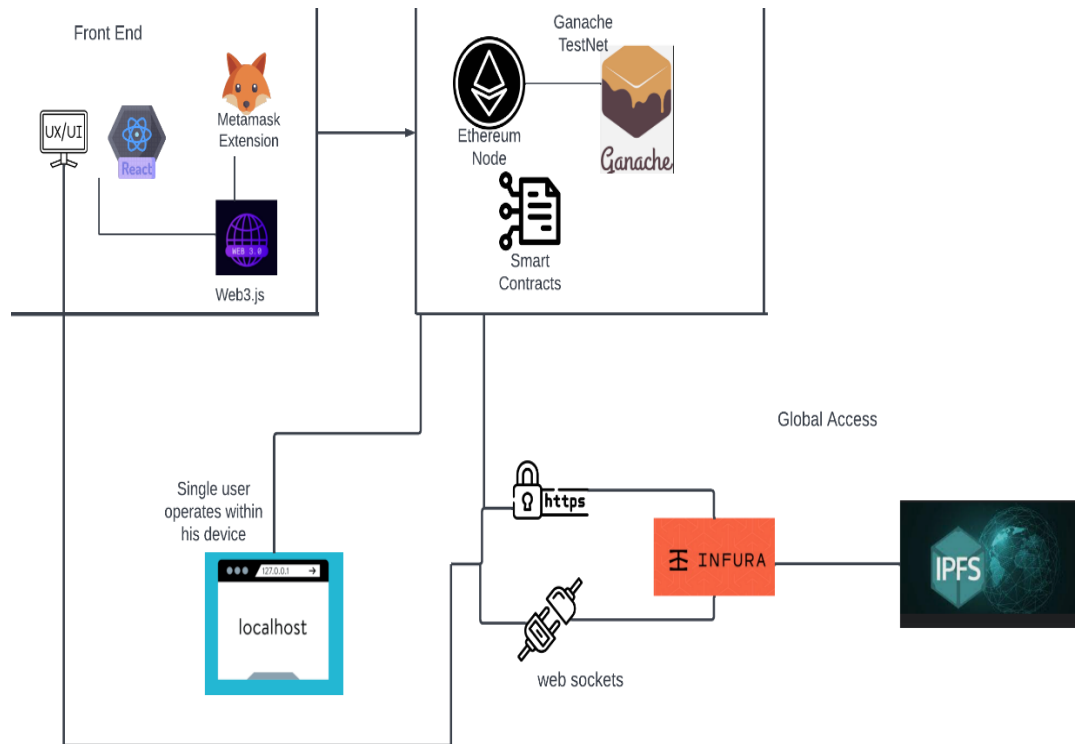 Front End
UX/UI
React
Metamask
Extension
WEB 3.0
Web3.js
Ganache
TestNet
Ethereum
Node
Ganache
Smart
Contracts
Global Access
Single user
operates within
his device
127.0.0.1
localhost
https
INFURA
IPFS
web sockets